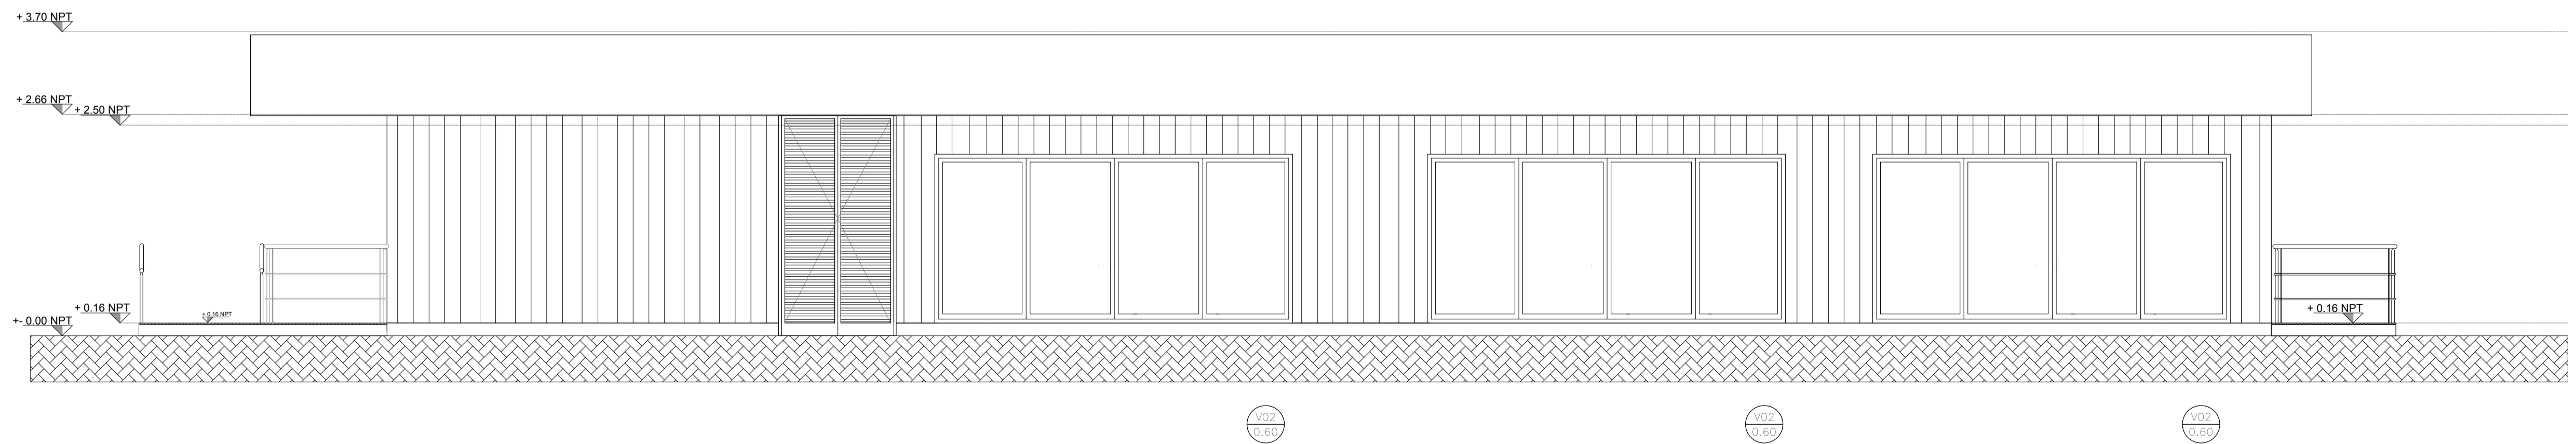 + 3.70 NPT
+ 2.66 NPT
+ 2.50 NPT
+ 0.16 NPT
+ 0.16 NPT
+ 0.16 NPT
+- 0.00 NPT
V02
0.60
V02
0.60
V02
0.60